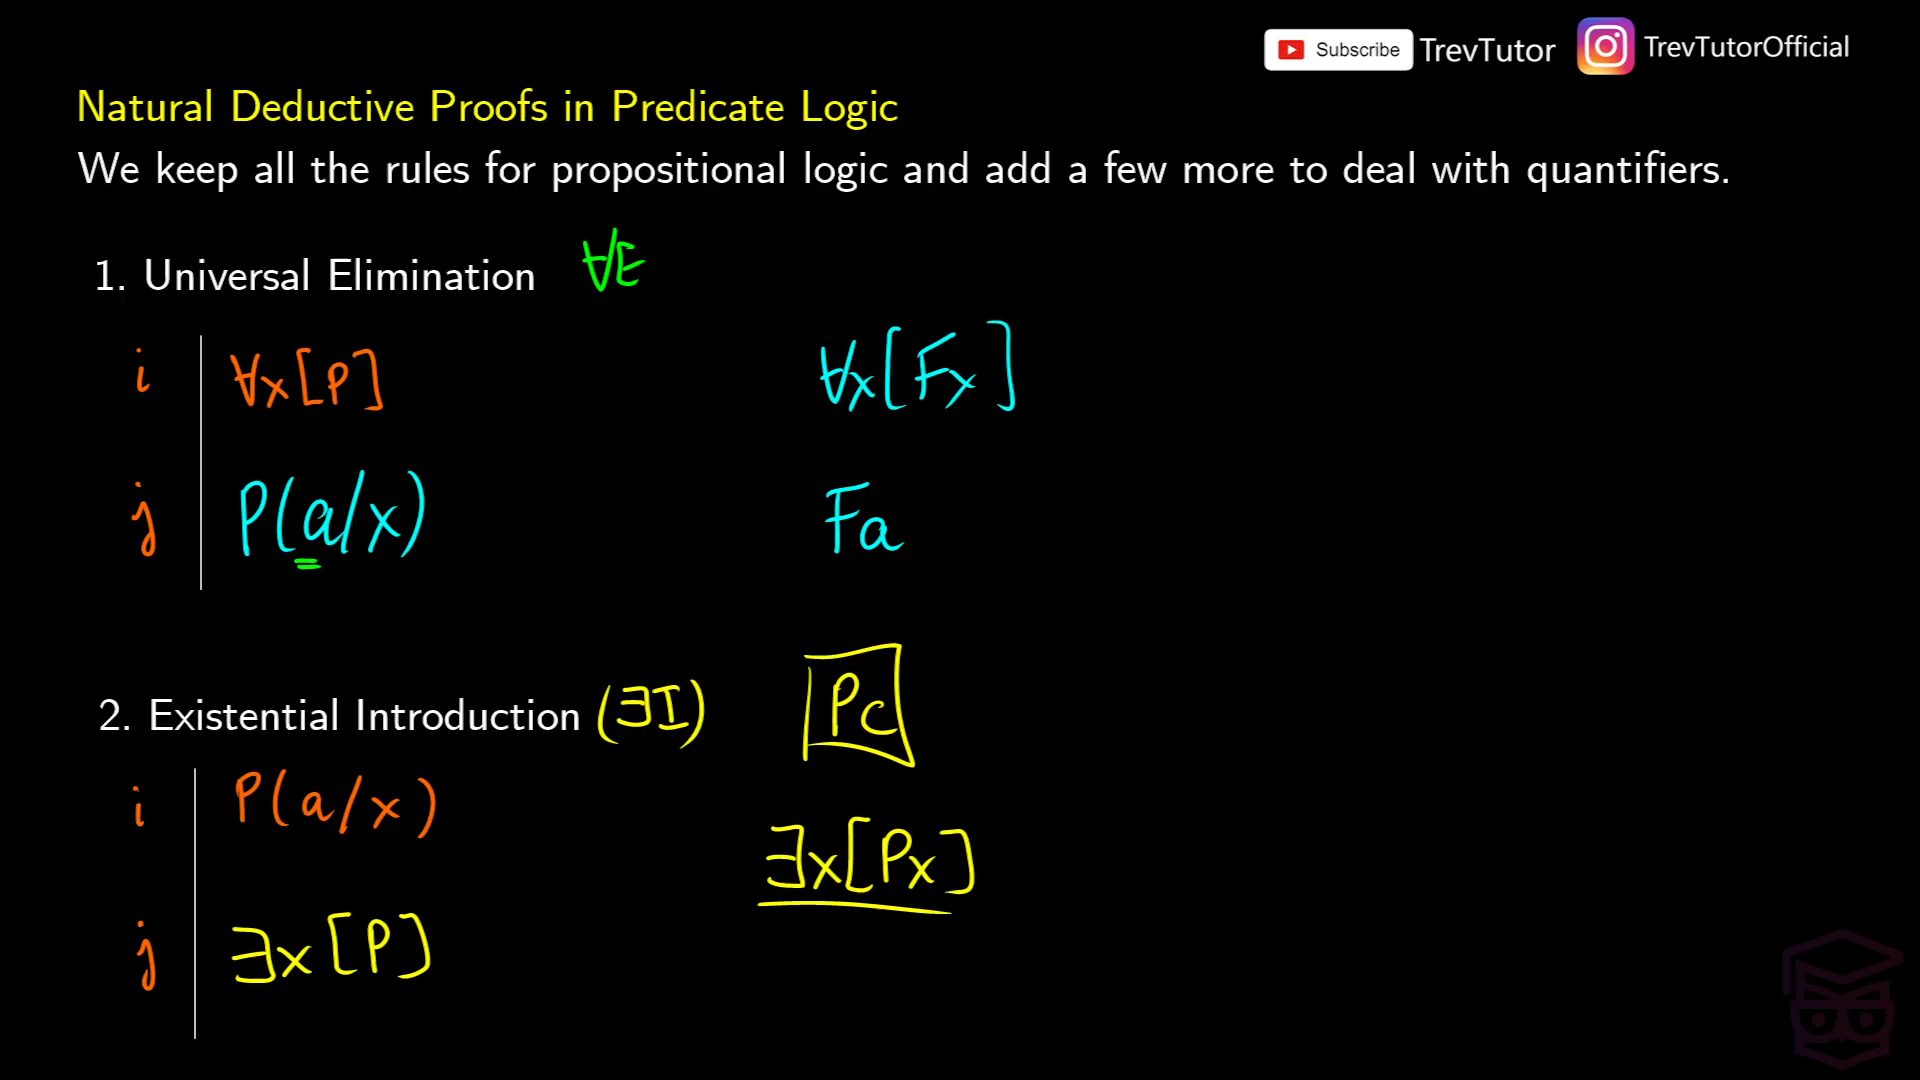 Subscribe TrevTutor TrevTutorOfficial
Natural Deductive Proofs in Predicate Logic
We keep all the rules for propositional logic and add a few more to deal with quantifiers.
1. Universal Elimination ∀E
i ∀x[P] ∀x[Fx]
j P(a/x) Fa
2. Existential Introduction (∃I) Pc
i P(a/x)
∃x[Px]
j ∃x[P]